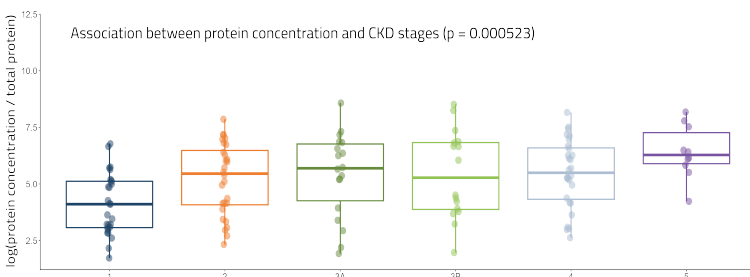 Association between protein concentration and CKD stages (p = 0.000523)
log(protein concentration / total protein)
12.5
10.0
7.5
5.0
2.5
1 2 3A 3B 4 5